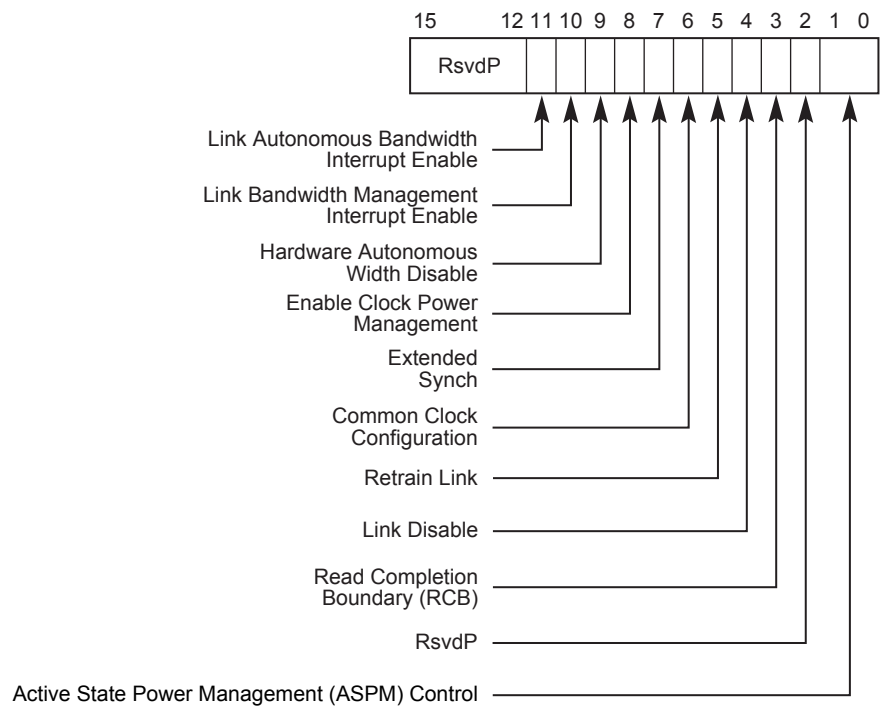 15 12 11 10 9 8 7 6 5 4 3 2 1 0
RsvdP
Link Autonomous Bandwidth
Interrupt Enable
Link Bandwidth Management
Interrupt Enable
Hardware Autonomous
Width Disable
Enable Clock Power
Management
Extended
Synch
Common Clock
Configuration
Retrain Link
Link Disable
Read Completion
Boundary (RCB)
RsvdP
Active State Power Management (ASPM) Control